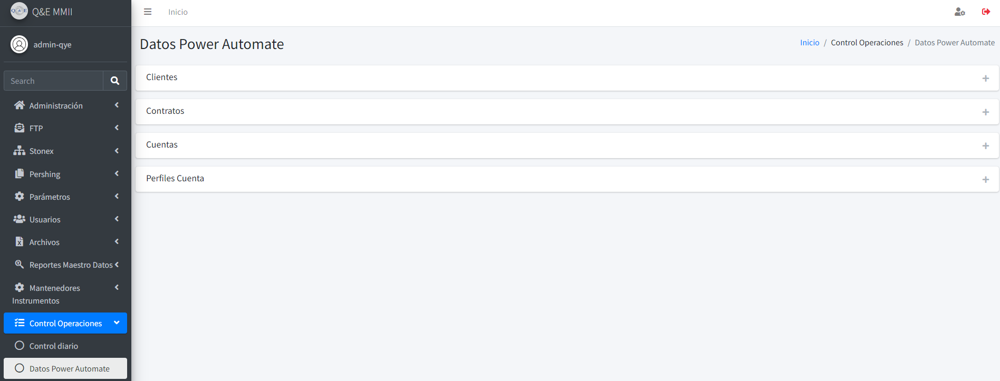 Q&E
Q&E MMII
Inicio
admin-qye
Datos Power Automate
Inicio / Control Operaciones / Datos Power Automate
Search
Clientes
Contratos
Cuentas
Perfiles Cuenta
Administración
FTP
Stonex
Pershing
Parámetros
Usuarios
Archivos
Reportes Maestro Datos
Mantenedores
Instrumentos
Control Operaciones
Control diario
Datos Power Automate